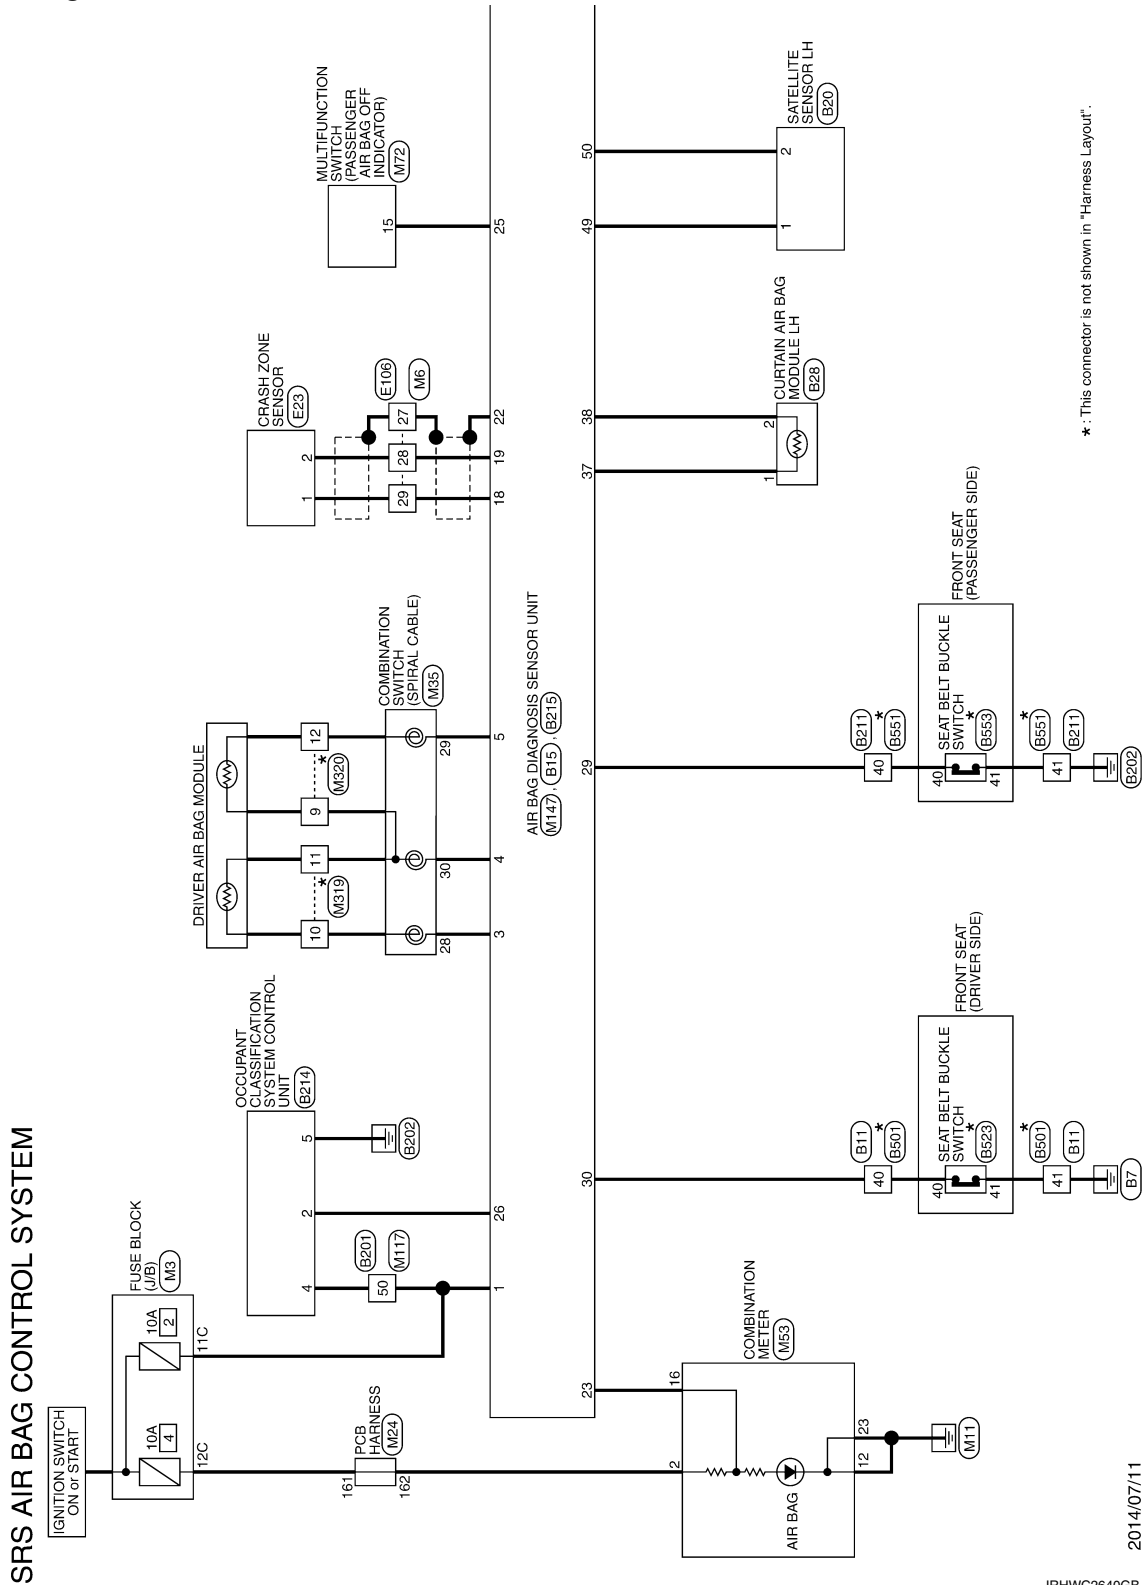 SRS AIR BAG CONTROL SYSTEM
IGNITION SWITCH
ON or START
FUSE BLOCK
(J/B)
M3
10A
4
10A
2
12C
11C
161
PCB
HARNESS
M24
162
OCCUPANT
CLASSIFICATION
SYSTEM CONTROL
UNIT
B214
4
2
5
B202
50
B201
M117
1
26
DRIVER AIR BAG MODULE
10
11
9
12
*
M319
*
M320
COMBINATION
SWITCH
(SPIRAL CABLE)
M35
28
30
29
3
4
5
CRASH ZONE
SENSOR
E23
1
2
29
28
27
E106
M6
18
19
22
MULTIFUNCTION
SWITCH
(PASSENGER
AIR BAG OFF
INDICATOR)
M72
15
25
AIR BAG DIAGNOSIS SENSOR UNIT
M147 , B15 , B215
23
30
29
37
38
49
50
COMBINATION
METER
M53
2
16
AIR BAG
12
23
M11
40
B11
*
B501
FRONT SEAT
(DRIVER SIDE)
SEAT BELT BUCKLE
SWITCH
*
B523
40
41
41
*
B501
B11
B7
40
B211
*
B551
FRONT SEAT
(PASSENGER SIDE)
SEAT BELT BUCKLE
SWITCH
*
B553
40
41
41
*
B551
B211
B202
CURTAIN AIR BAG
MODULE LH
B28
1
2
SATELLITE
SENSOR LH
B20
1
2
* : This connector is not shown in "Harness Layout".
2014/07/11